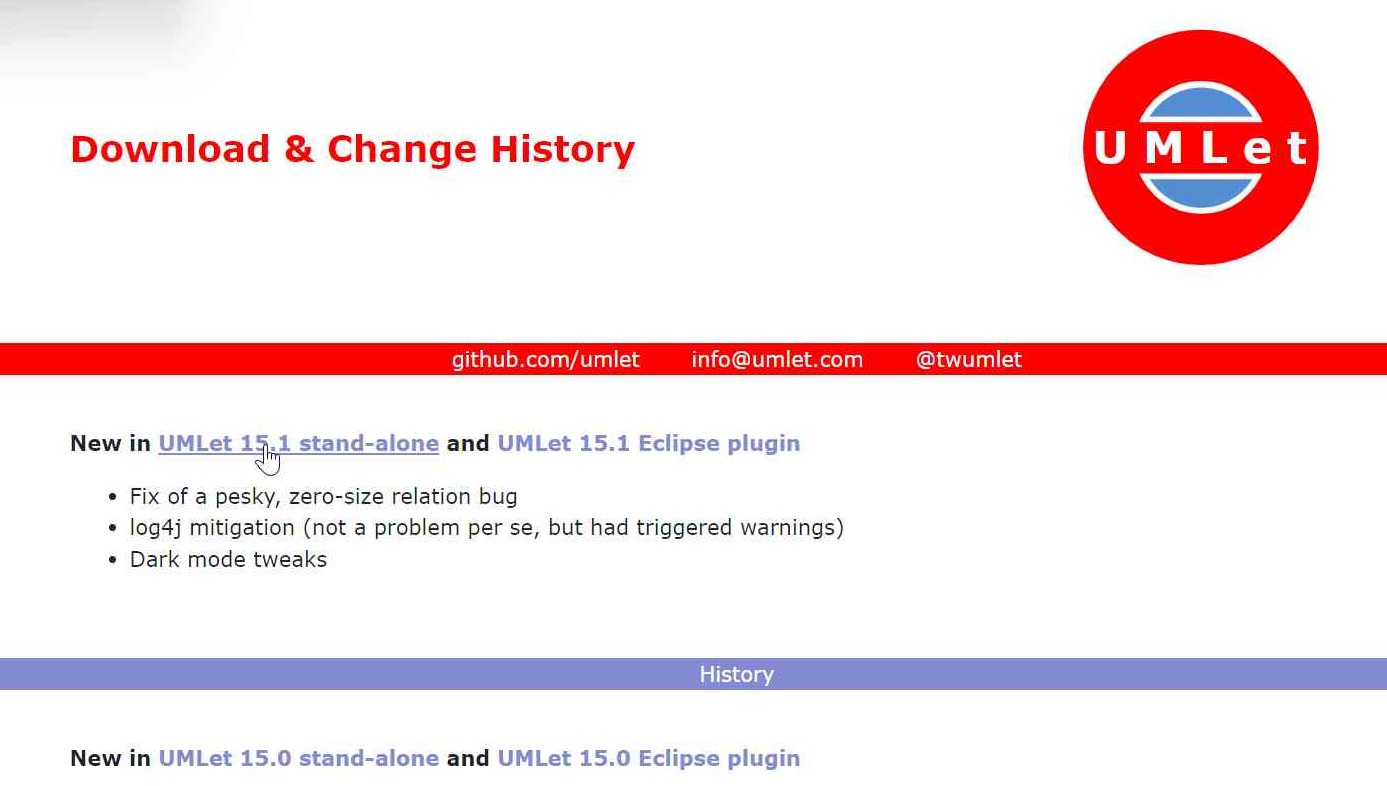 Download & Change History
UMLet
github.com/umlet info@umlet.com @twumlet
New in UMLet 15.1 stand-alone and UMLet 15.1 Eclipse plugin
• Fix of a pesky, zero-size relation bug
• log4j mitigation (not a problem per se, but had triggered warnings)
• Dark mode tweaks
History
New in UMLet 15.0 stand-alone and UMLet 15.0 Eclipse plugin